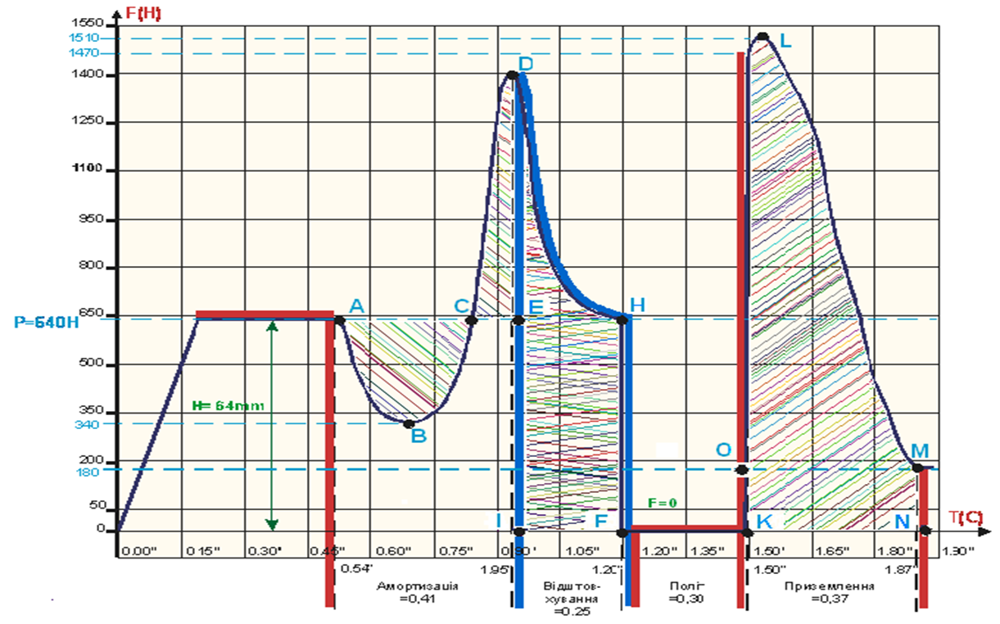 F(H)
1550
1510
1470
1400
1250
1100
950
800
650
P=640H
500
350
340
200
180
50
0
H= 64mm
A
B
C
D
E
H
I
F
F=0
O
K
L
M
N
T(C)
0.00" 0.15" 0.30" 0.45" 0.60" 0.75" 0.90" 1.05" 1.20" 1.35" 1.50" 1.65" 1.80" 1.90"
0.54" 1.95" 1.20" 1.50" 1.87"
Амортизація
=0,41
Відштов-
хування
=0.25
Політ
=0,30
Приземлення
=0,37